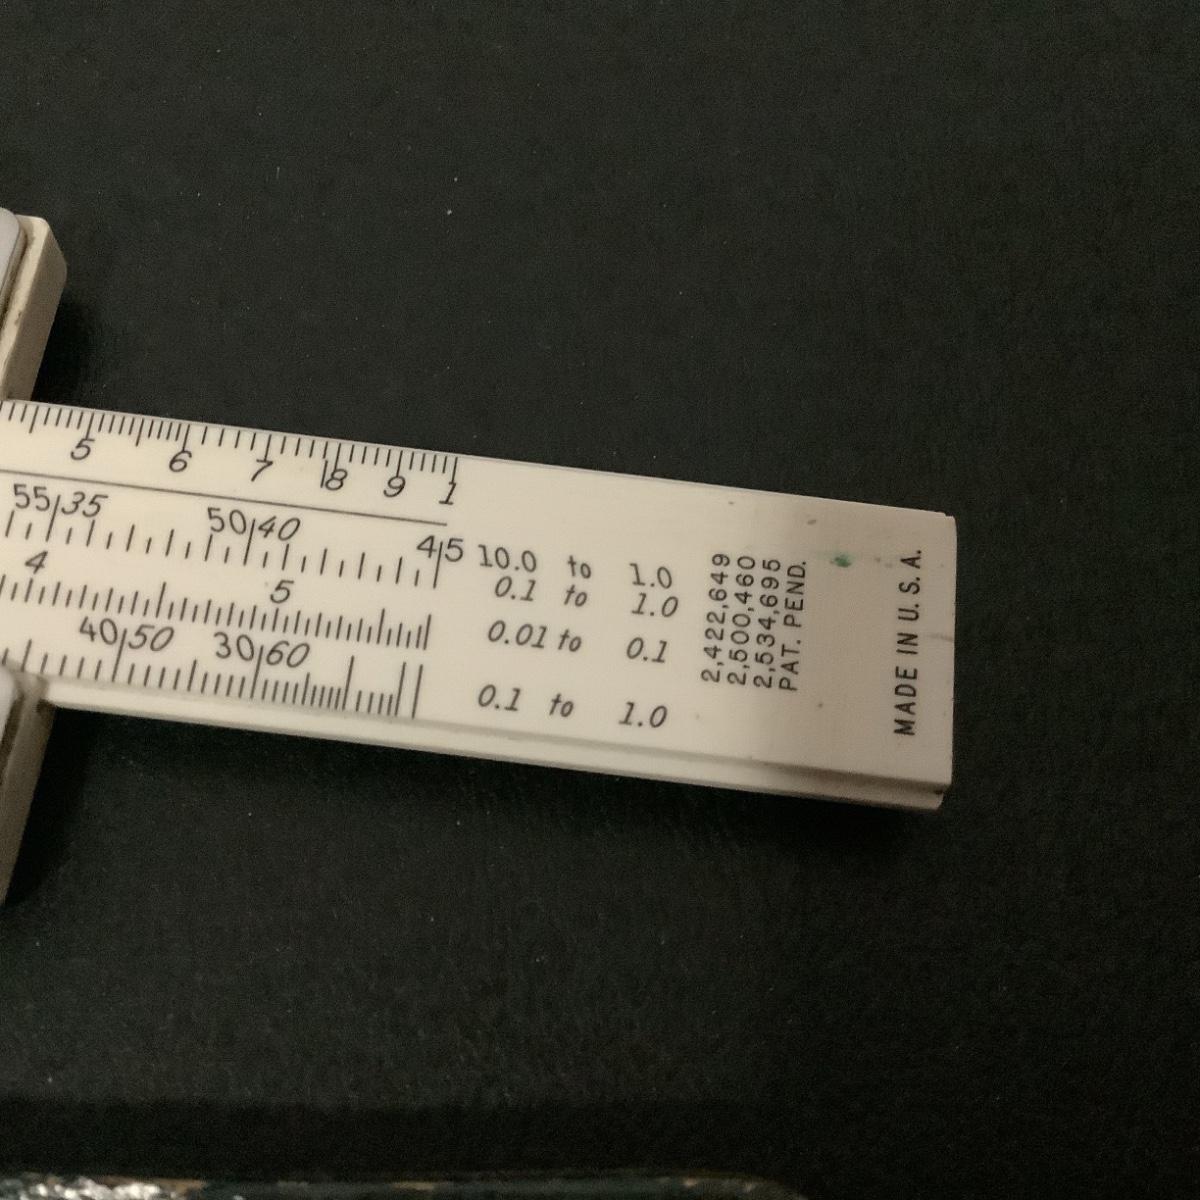 5 6 7 8 9 1
55 35 50 40 45 10.0 to 1.0
0.1 to 1.0
4 5 0.01 to 0.1
40 50 30 60 0.1 to 1.0
2,422,649
2,500,460
2,534,695
PAT. PEND.
MADE IN U.S.A.